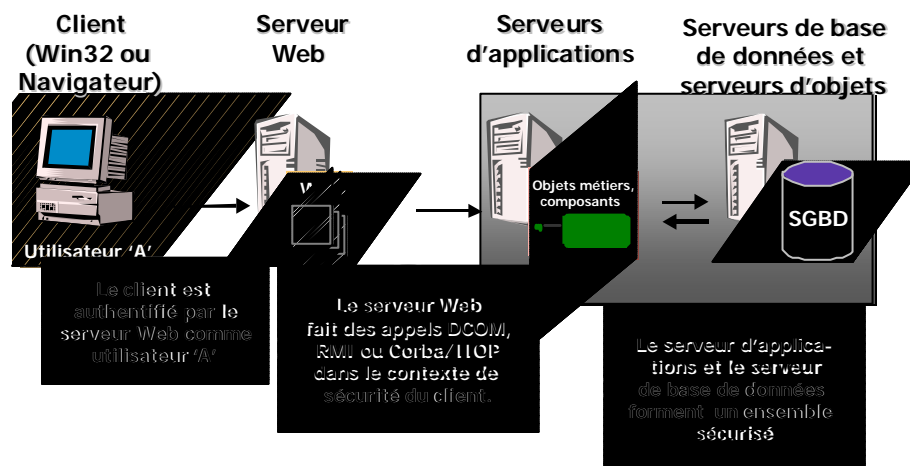 Client
(Win32 ou
Navigateur)
Serveur
Web
Serveurs
d'applications
Serveurs de base
de données et
serveurs d'objets
Utilisateur 'A'
W
Objets métiers,
composants
SGBD
Le client est
authentifié par le
serveur Web comme
utilisateur 'A'
Le serveur Web
fait des appels DCOM,
RMI ou Corba/IIOP
dans le contexte de
sécurité du client.
Le serveur d'applica-
tions et le serveur
de base de données
forment un ensemble
sécurisé